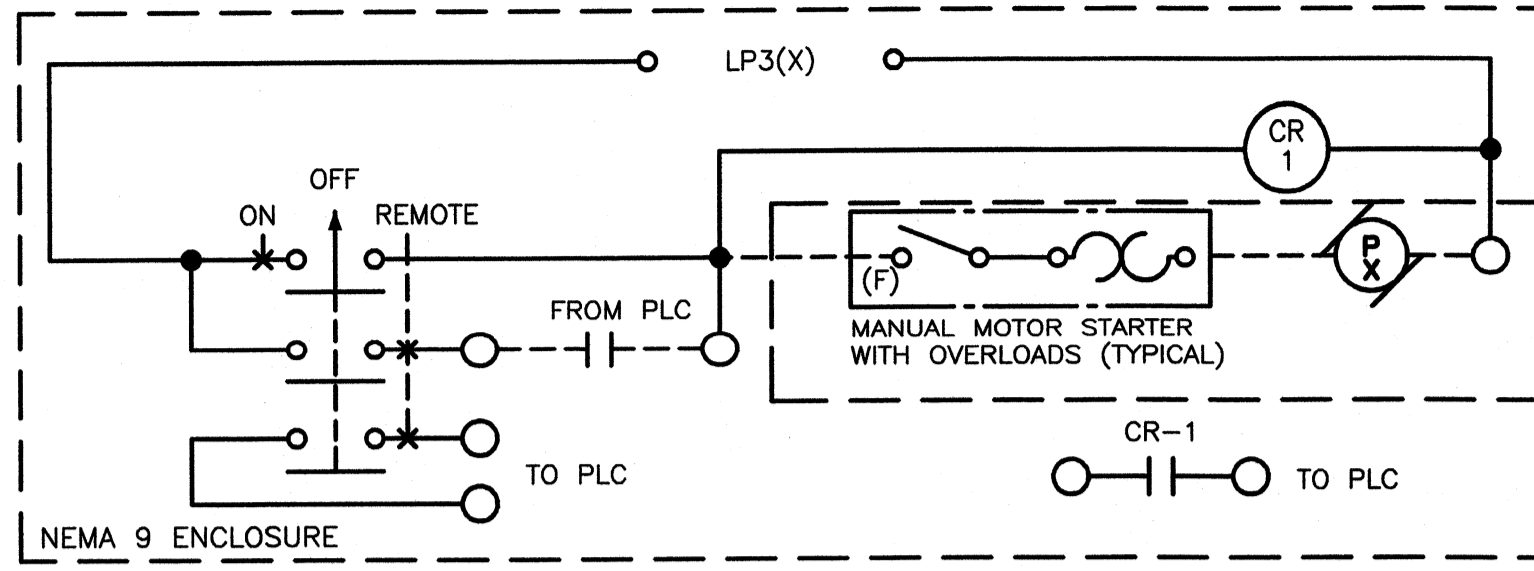 LP3(X)
CR
1
OFF
ON
REMOTE
P
X
(F)
FROM PLC
MANUAL MOTOR STARTER
WITH OVERLOADS (TYPICAL)
CR-1
TO PLC
TO PLC
NEMA 9 ENCLOSURE